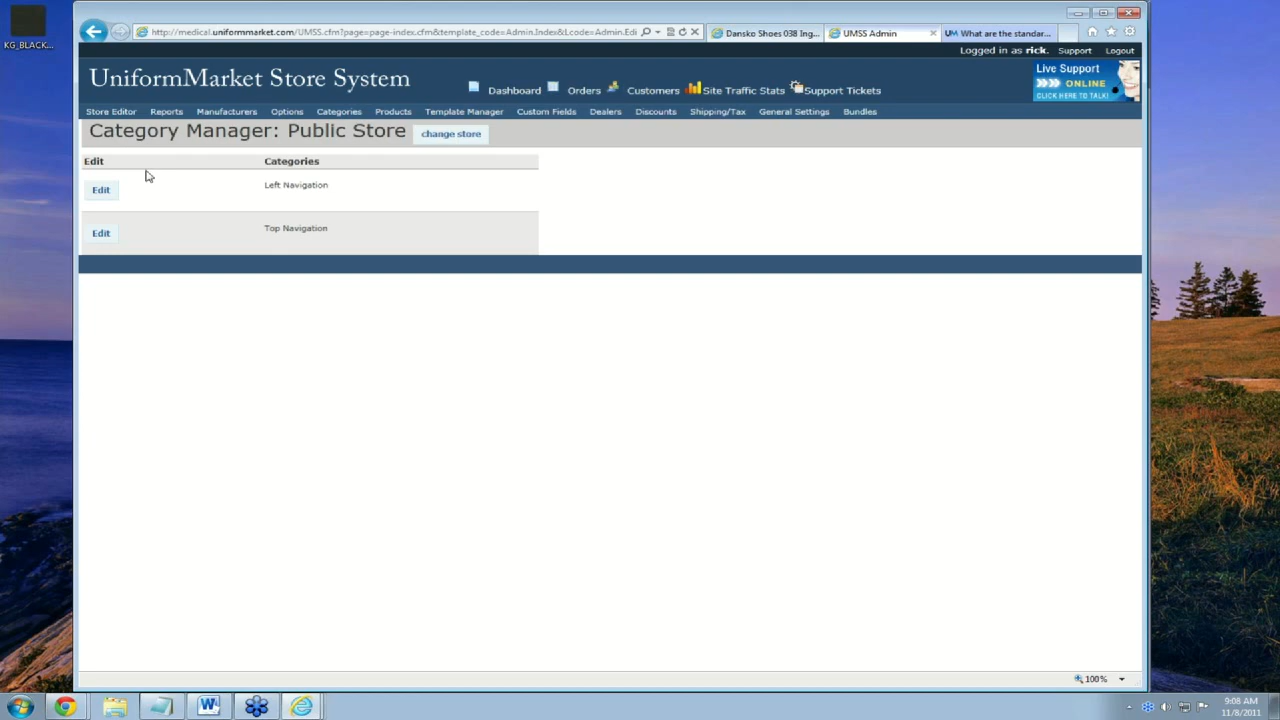 KG_BLACK...
http://medical.uniformmarket.com/UMSS.cfm?page=page-index.cfm&template_code=Admin.Index&Lcode=Admin.Edi
Dansko Shoes 038 Ing...
UMSS Admin
UM What are the standar...
Logged in as rick. Support Logout
UniformMarket Store System
Dashboard Orders Customers Site Traffic Stats Support Tickets
Live Support
ONLINE
CLICK HERE TO TALK!
Store Editor Reports Manufacturers Options Categories Products Template Manager Custom Fields Dealers Discounts Shipping/Tax General Settings Bundles
Category Manager: Public Store change store
Edit Categories
Edit Left Navigation
Edit Top Navigation
100%
9:08 AM
11/8/2011